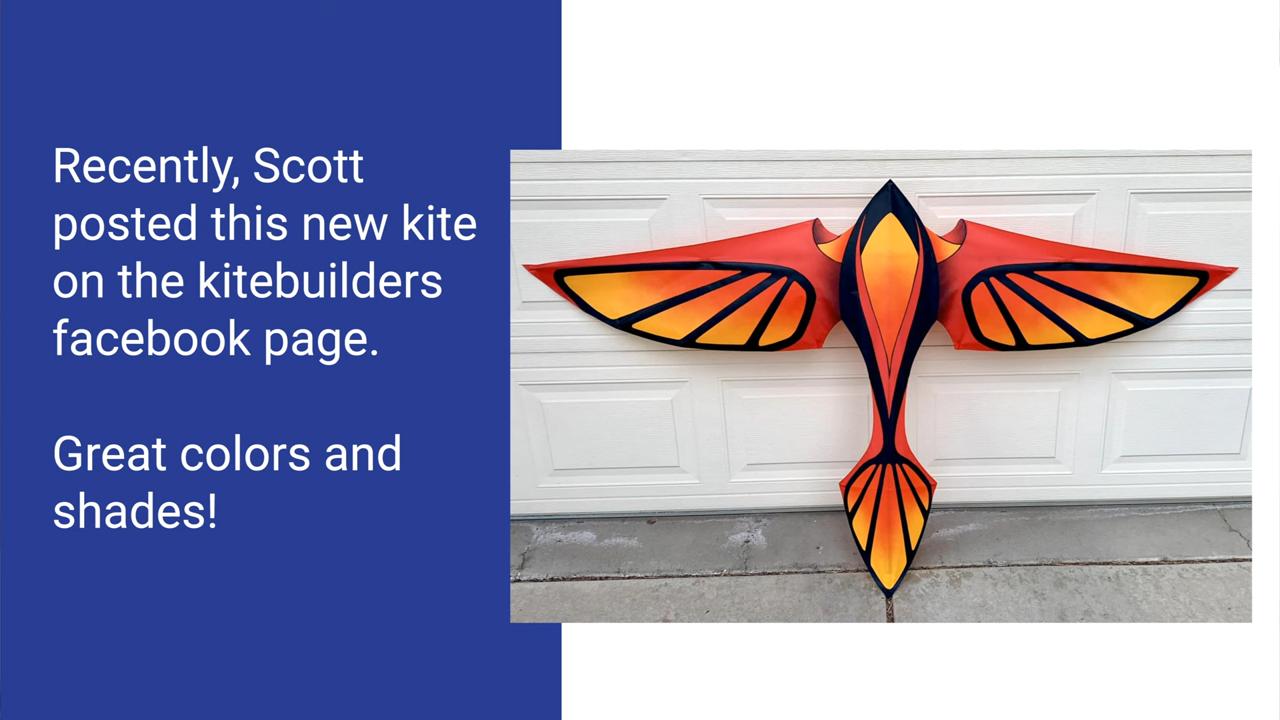 Recently, Scott
posted this new kite
on the kitebuilders
facebook page.
Great colors and
shades!